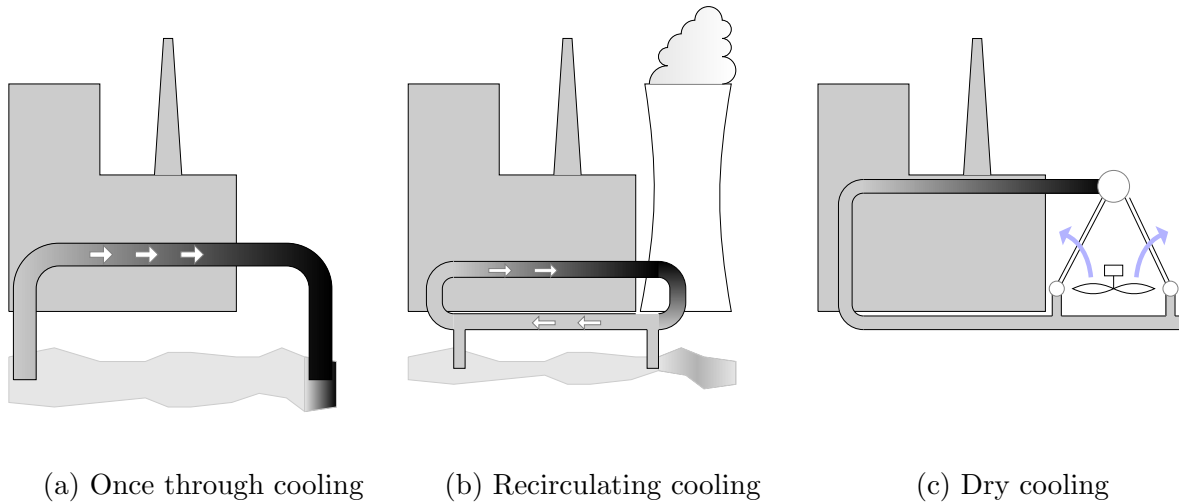 (a) Once through cooling
(b) Recirculating cooling
(c) Dry cooling